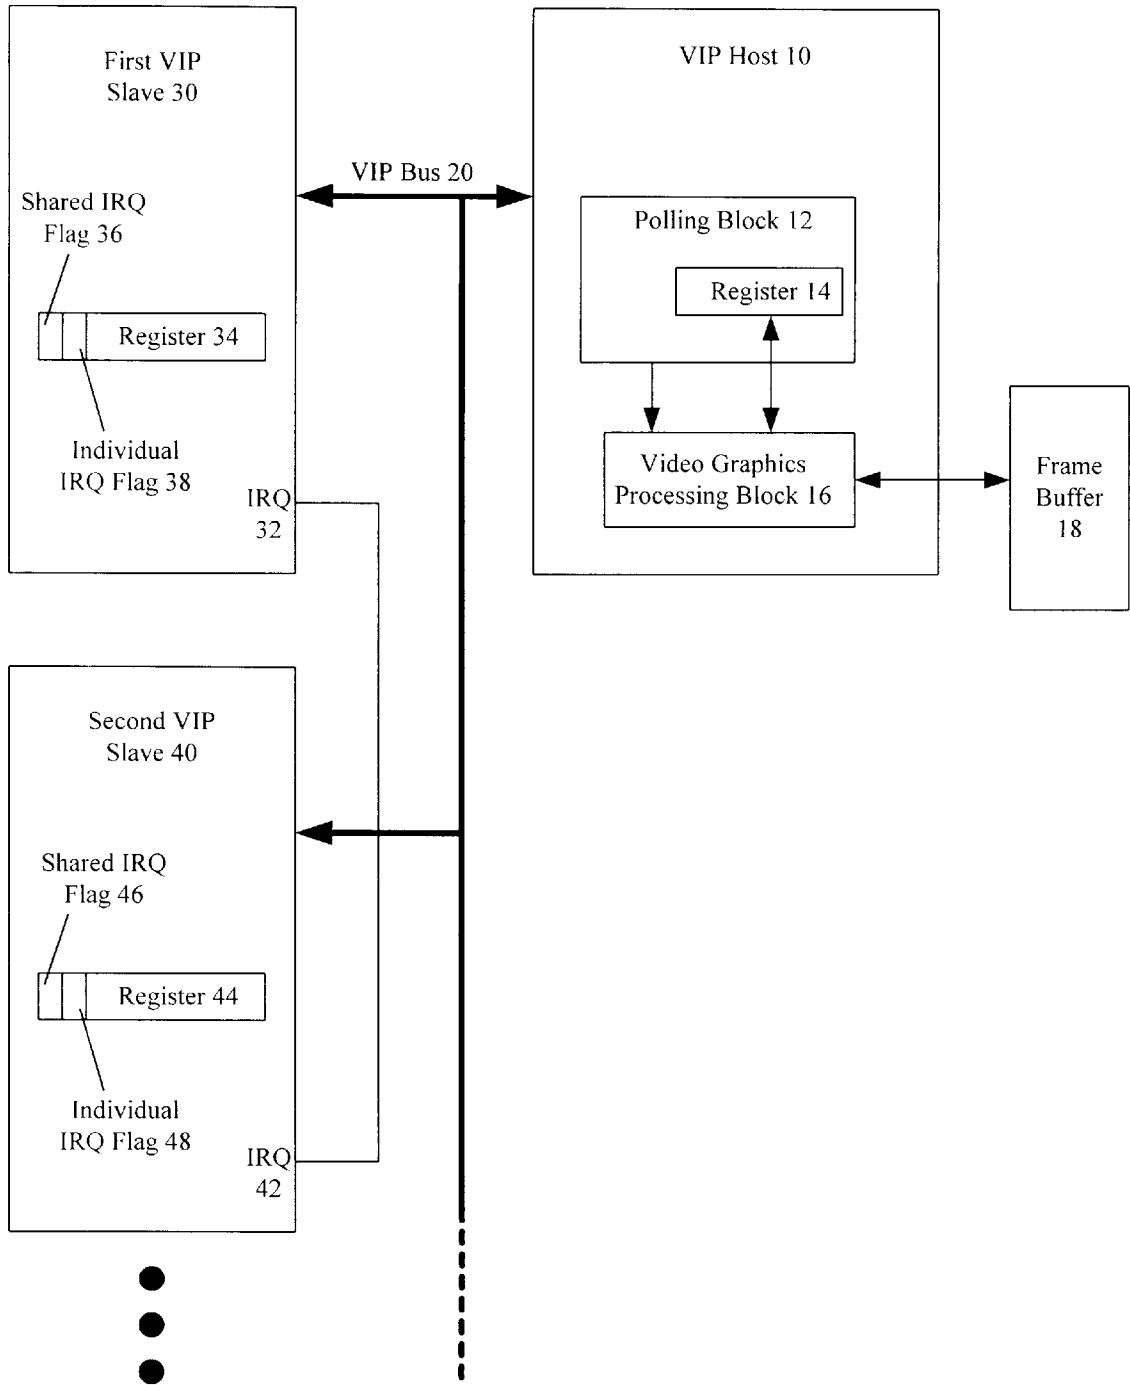 First VIP
Slave 30
Shared IRQ
Flag 36
Register 34
Individual
IRQ Flag 38
IRQ
32
VIP Bus 20
VIP Host 10
Polling Block 12
Register 14
Video Graphics
Processing Block 16
Frame
Buffer
18
Second VIP
Slave 40
Shared IRQ
Flag 46
Register 44
Individual
IRQ Flag 48
IRQ
42